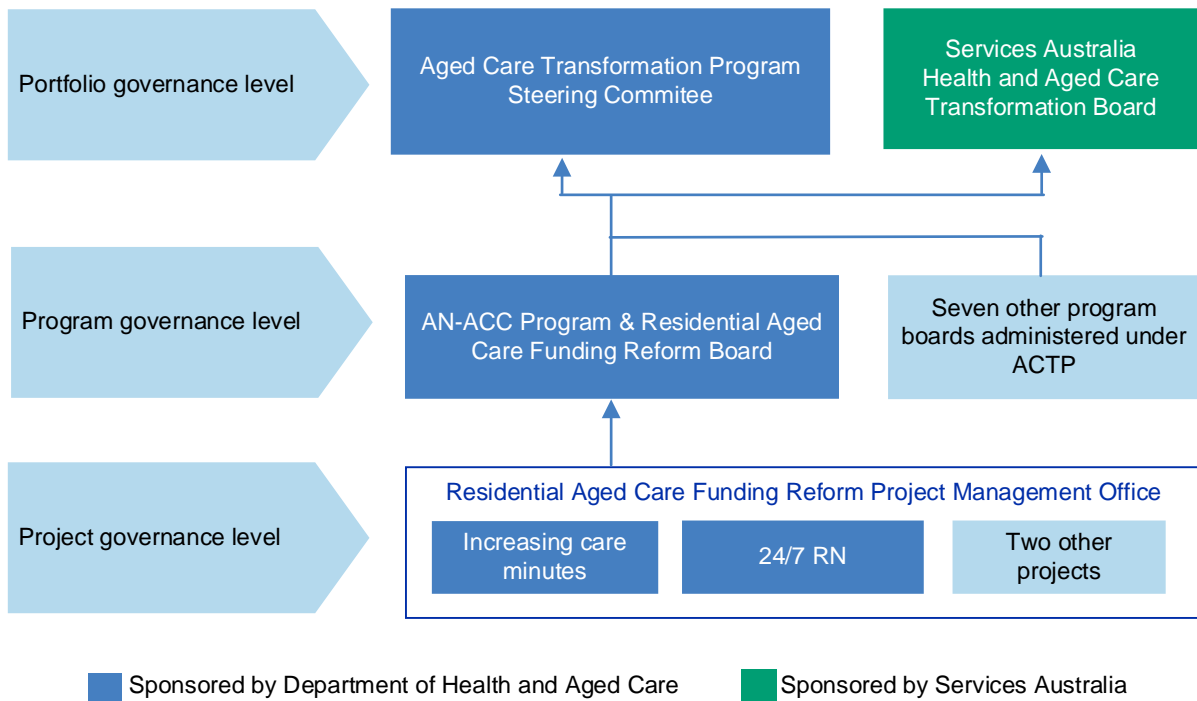 Portfolio governance level
Aged Care Transformation Program
Steering Commitee
Services Australia
Health and Aged Care
Transformation Board
Program governance level
AN-ACC Program & Residential Aged
Care Funding Reform Board
Seven other program
boards administered under
ACTP
Project governance level
Residential Aged Care Funding Reform Project Management Office
Increasing care
minutes
24/7 RN
Two other
projects
Sponsored by Department of Health and Aged Care
Sponsored by Services Australia